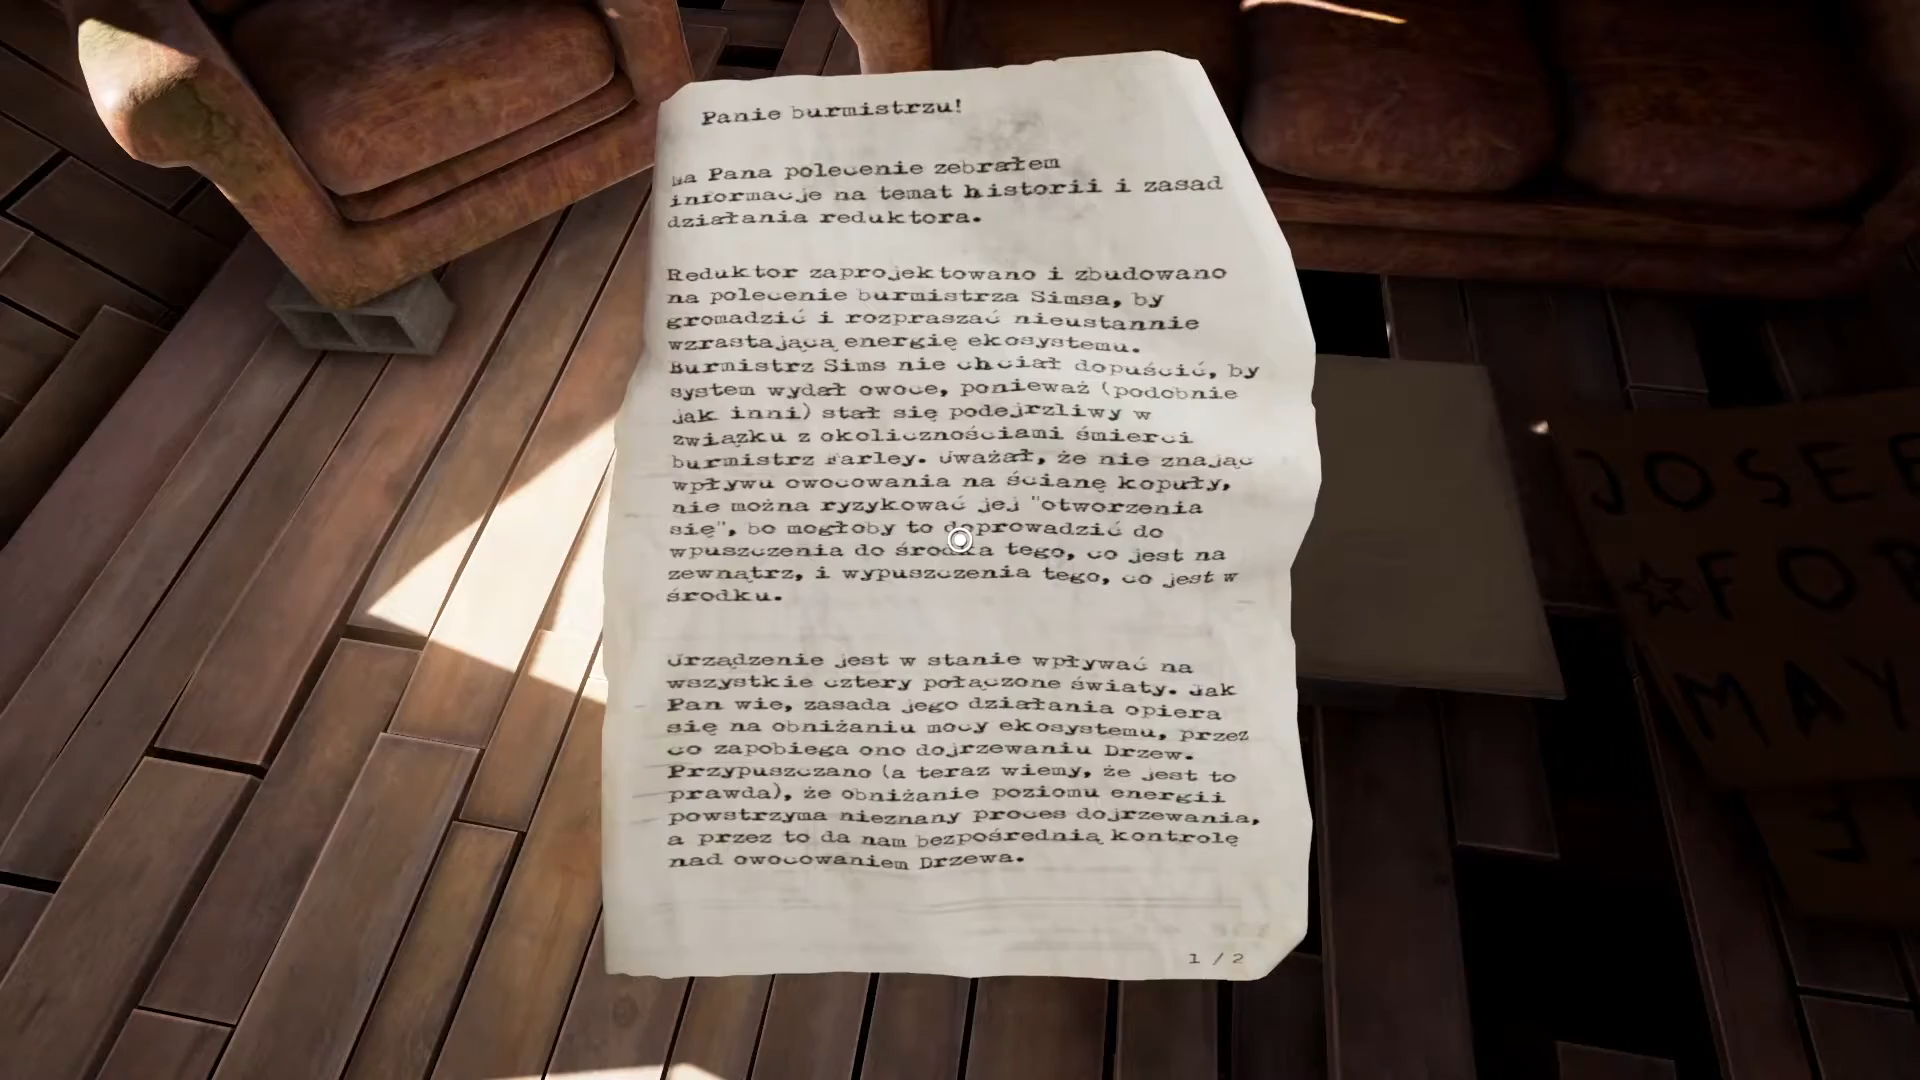 Panie burmistrzu!
Na Pana polecenie zebrałem
informacje na temat historii i zasad
działania reduktora.
Reduktor zaprojektowano i zbudowano
na polecenie burmistrza Simsa, by
gromadzić i rozpraszać nieustannie
wzrastającą energię ekosystemu.
Burmistrz Sims nie chciał dopuścić, by
system wydał owoce, ponieważ (podobnie
jak inni) stał się podejrzliwy w
związku z okolicznościami śmierci
burmistrz Farley. Uważał, że nie znając
wpływu owocowania na ścianę kopuły,
nie można ryzykować jej "otworzenia
się", bo mogłoby to doprowadzić do
wpuszczenia do środka tego, co jest na
zewnątrz, i wypuszczenia tego, co jest w
środku.
Urządzenie jest w stanie wpływać na
wszystkie cztery połączone światy. Jak
Pan wie, zasada jego działania opiera
się na obniżaniu mocy ekosystemu, przez
co zapobiega ono dojrzewaniu Drzew.
Przypuszczano (a teraz wiemy, że jest to
prawda), że obniżanie poziomu energii
powstrzyma nieznany proces dojrzewania,
a przez to da nam bezpośrednią kontrolę
nad owocowaniem Drzewa.
1 / 2
JOSEF
FOR
MAY